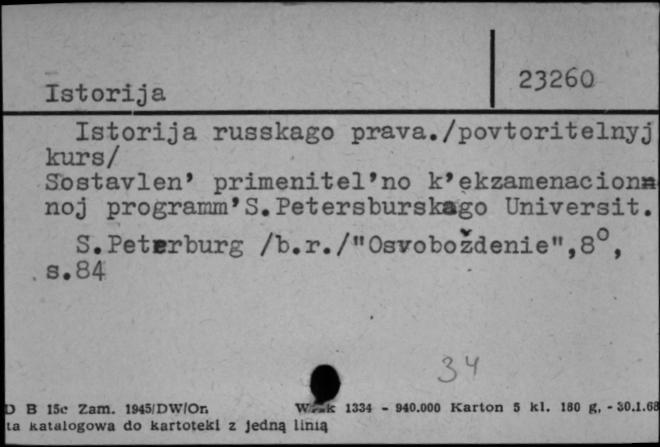 Istorija
23260
Istorija russkago prava./povtoritelnyj
kurs/
Sostavlen' primenitel'no k'ekzamenacion
noj programm'S.Petersburskago Universit.
S.Peterburg /b.r./"Osvoboždenie",8°,
s.84
34
D B 15c Zam. 1945/DW/Or. 1334 - 940.000 Karton 5 kl. 180 g, - 30.1.68
ta katalogowa do kartoteki z jedną linią